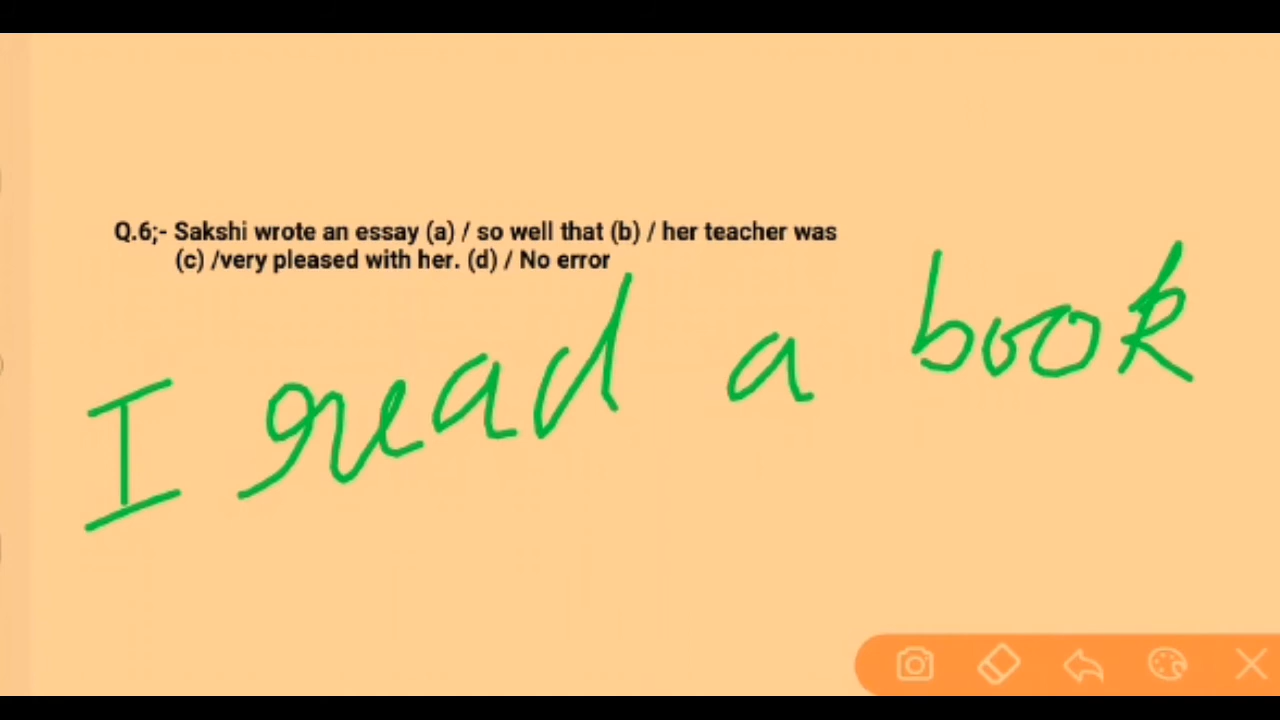 Q.6;- Sakshi wrote an essay (a) / so well that (b) / her teacher was
(c) /very pleased with her. (d) / No error
I read a book